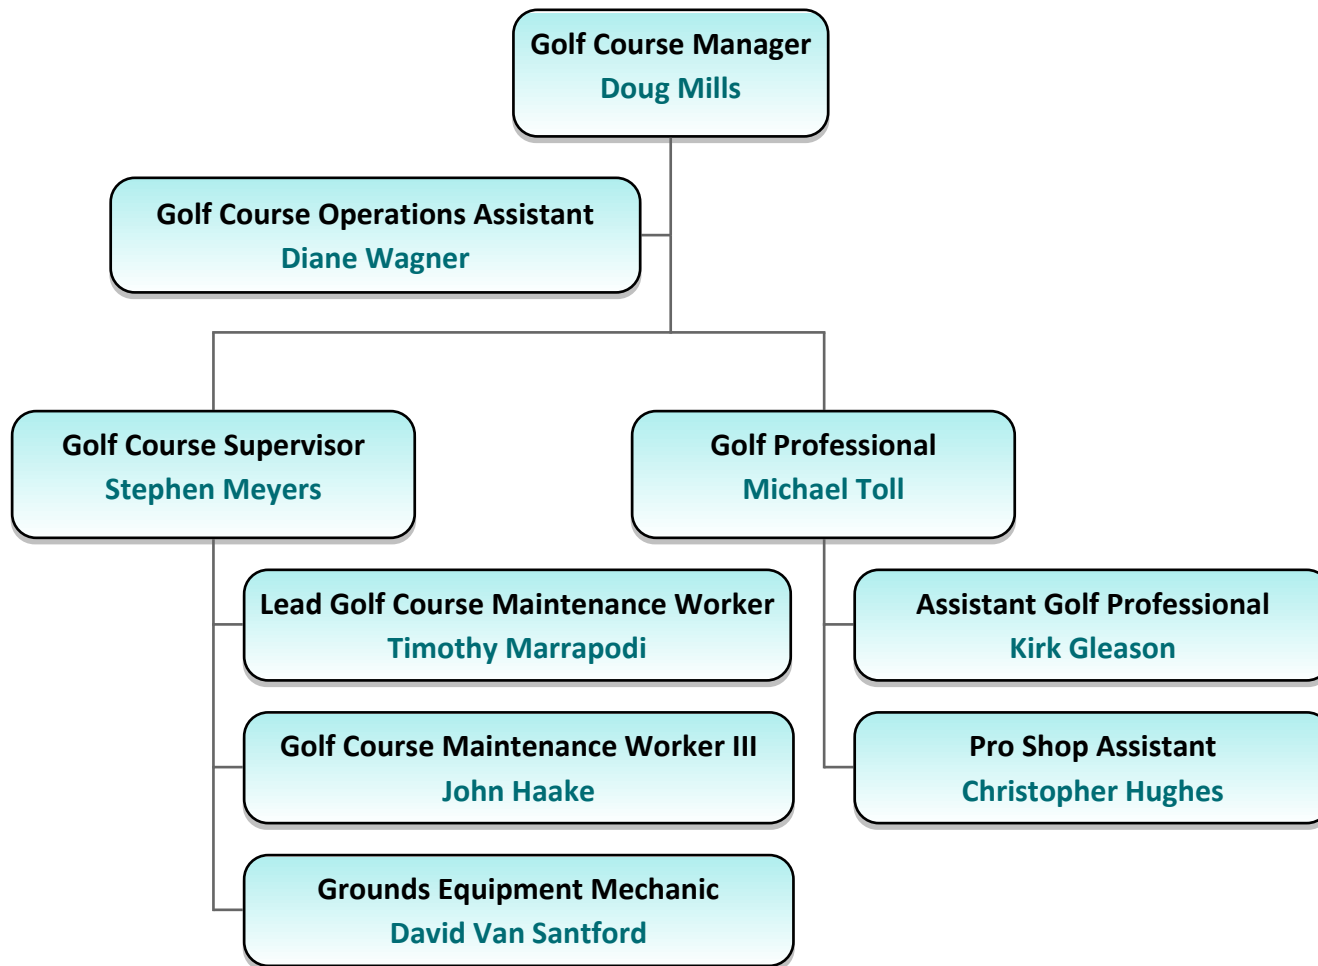 Golf Course Manager
Doug Mills
Golf Course Operations Assistant
Diane Wagner
Golf Course Supervisor
Stephen Meyers
Golf Professional
Michael Toll
Lead Golf Course Maintenance Worker
Timothy Marrapodi
Assistant Golf Professional
Kirk Gleason
Golf Course Maintenance Worker III
John Haake
Pro Shop Assistant
Christopher Hughes
Grounds Equipment Mechanic
David Van Santford